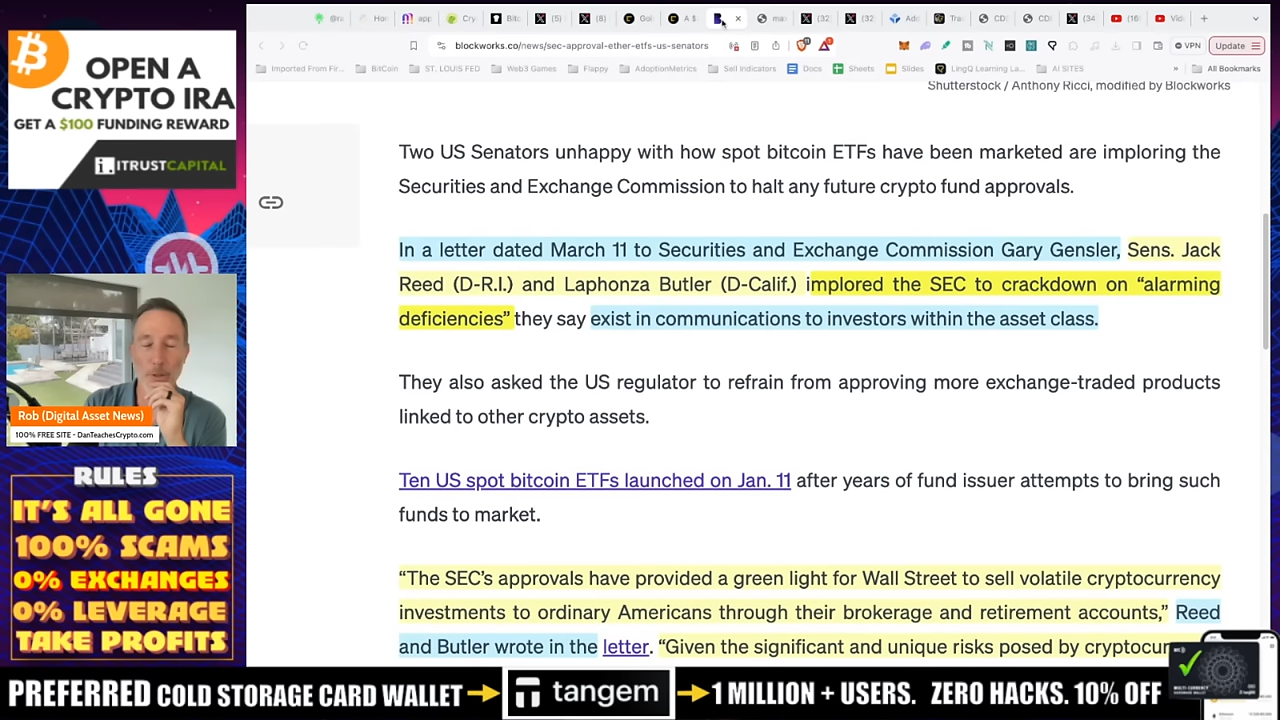 OPEN A
CRYPTO IRA
GET A $100 FUNDING REWARD
ITRUSTCAPITAL
Rob (Digital Asset News)
100% FREE SITE - DanTeachesCrypto.com
RULES
IT'S ALL GONE
100% SCAMS
0% EXCHANGES
0% LEVERAGE
TAKE PROFITS
blockworks.co/news/sec-approval-ether-etfs-us-senators
VPN
Update
Imported From Fir... BitCoin ST. LOUIS FED Web3 Games Flappy AdoptionMetrics Sell Indicators Docs Sheets Slides LingQ Learning La... AI SITES » All Bookmarks
Shutterstock / Anthony Ricci, modified by Blockworks
Two US Senators unhappy with how spot bitcoin ETFs have been marketed are imploring the
Securities and Exchange Commission to halt any future crypto fund approvals.
In a letter dated March 11 to Securities and Exchange Commission Gary Gensler, Sens. Jack
Reed (D-R.I.) and Laphonza Butler (D-Calif.) implored the SEC to crackdown on “alarming
deficiencies” they say exist in communications to investors within the asset class.
They also asked the US regulator to refrain from approving more exchange-traded products
linked to other crypto assets.
Ten US spot bitcoin ETFs launched on Jan. 11 after years of fund issuer attempts to bring such
funds to market.
“The SEC’s approvals have provided a green light for Wall Street to sell volatile cryptocurrency
investments to ordinary Americans through their brokerage and retirement accounts,” Reed
and Butler wrote in the letter. “Given the significant and unique risks posed by cryptocur
PREFERRED COLD STORAGE CARD WALLET
tangem
1 MILLION + USERS. ZERO HACKS. 10% OFF